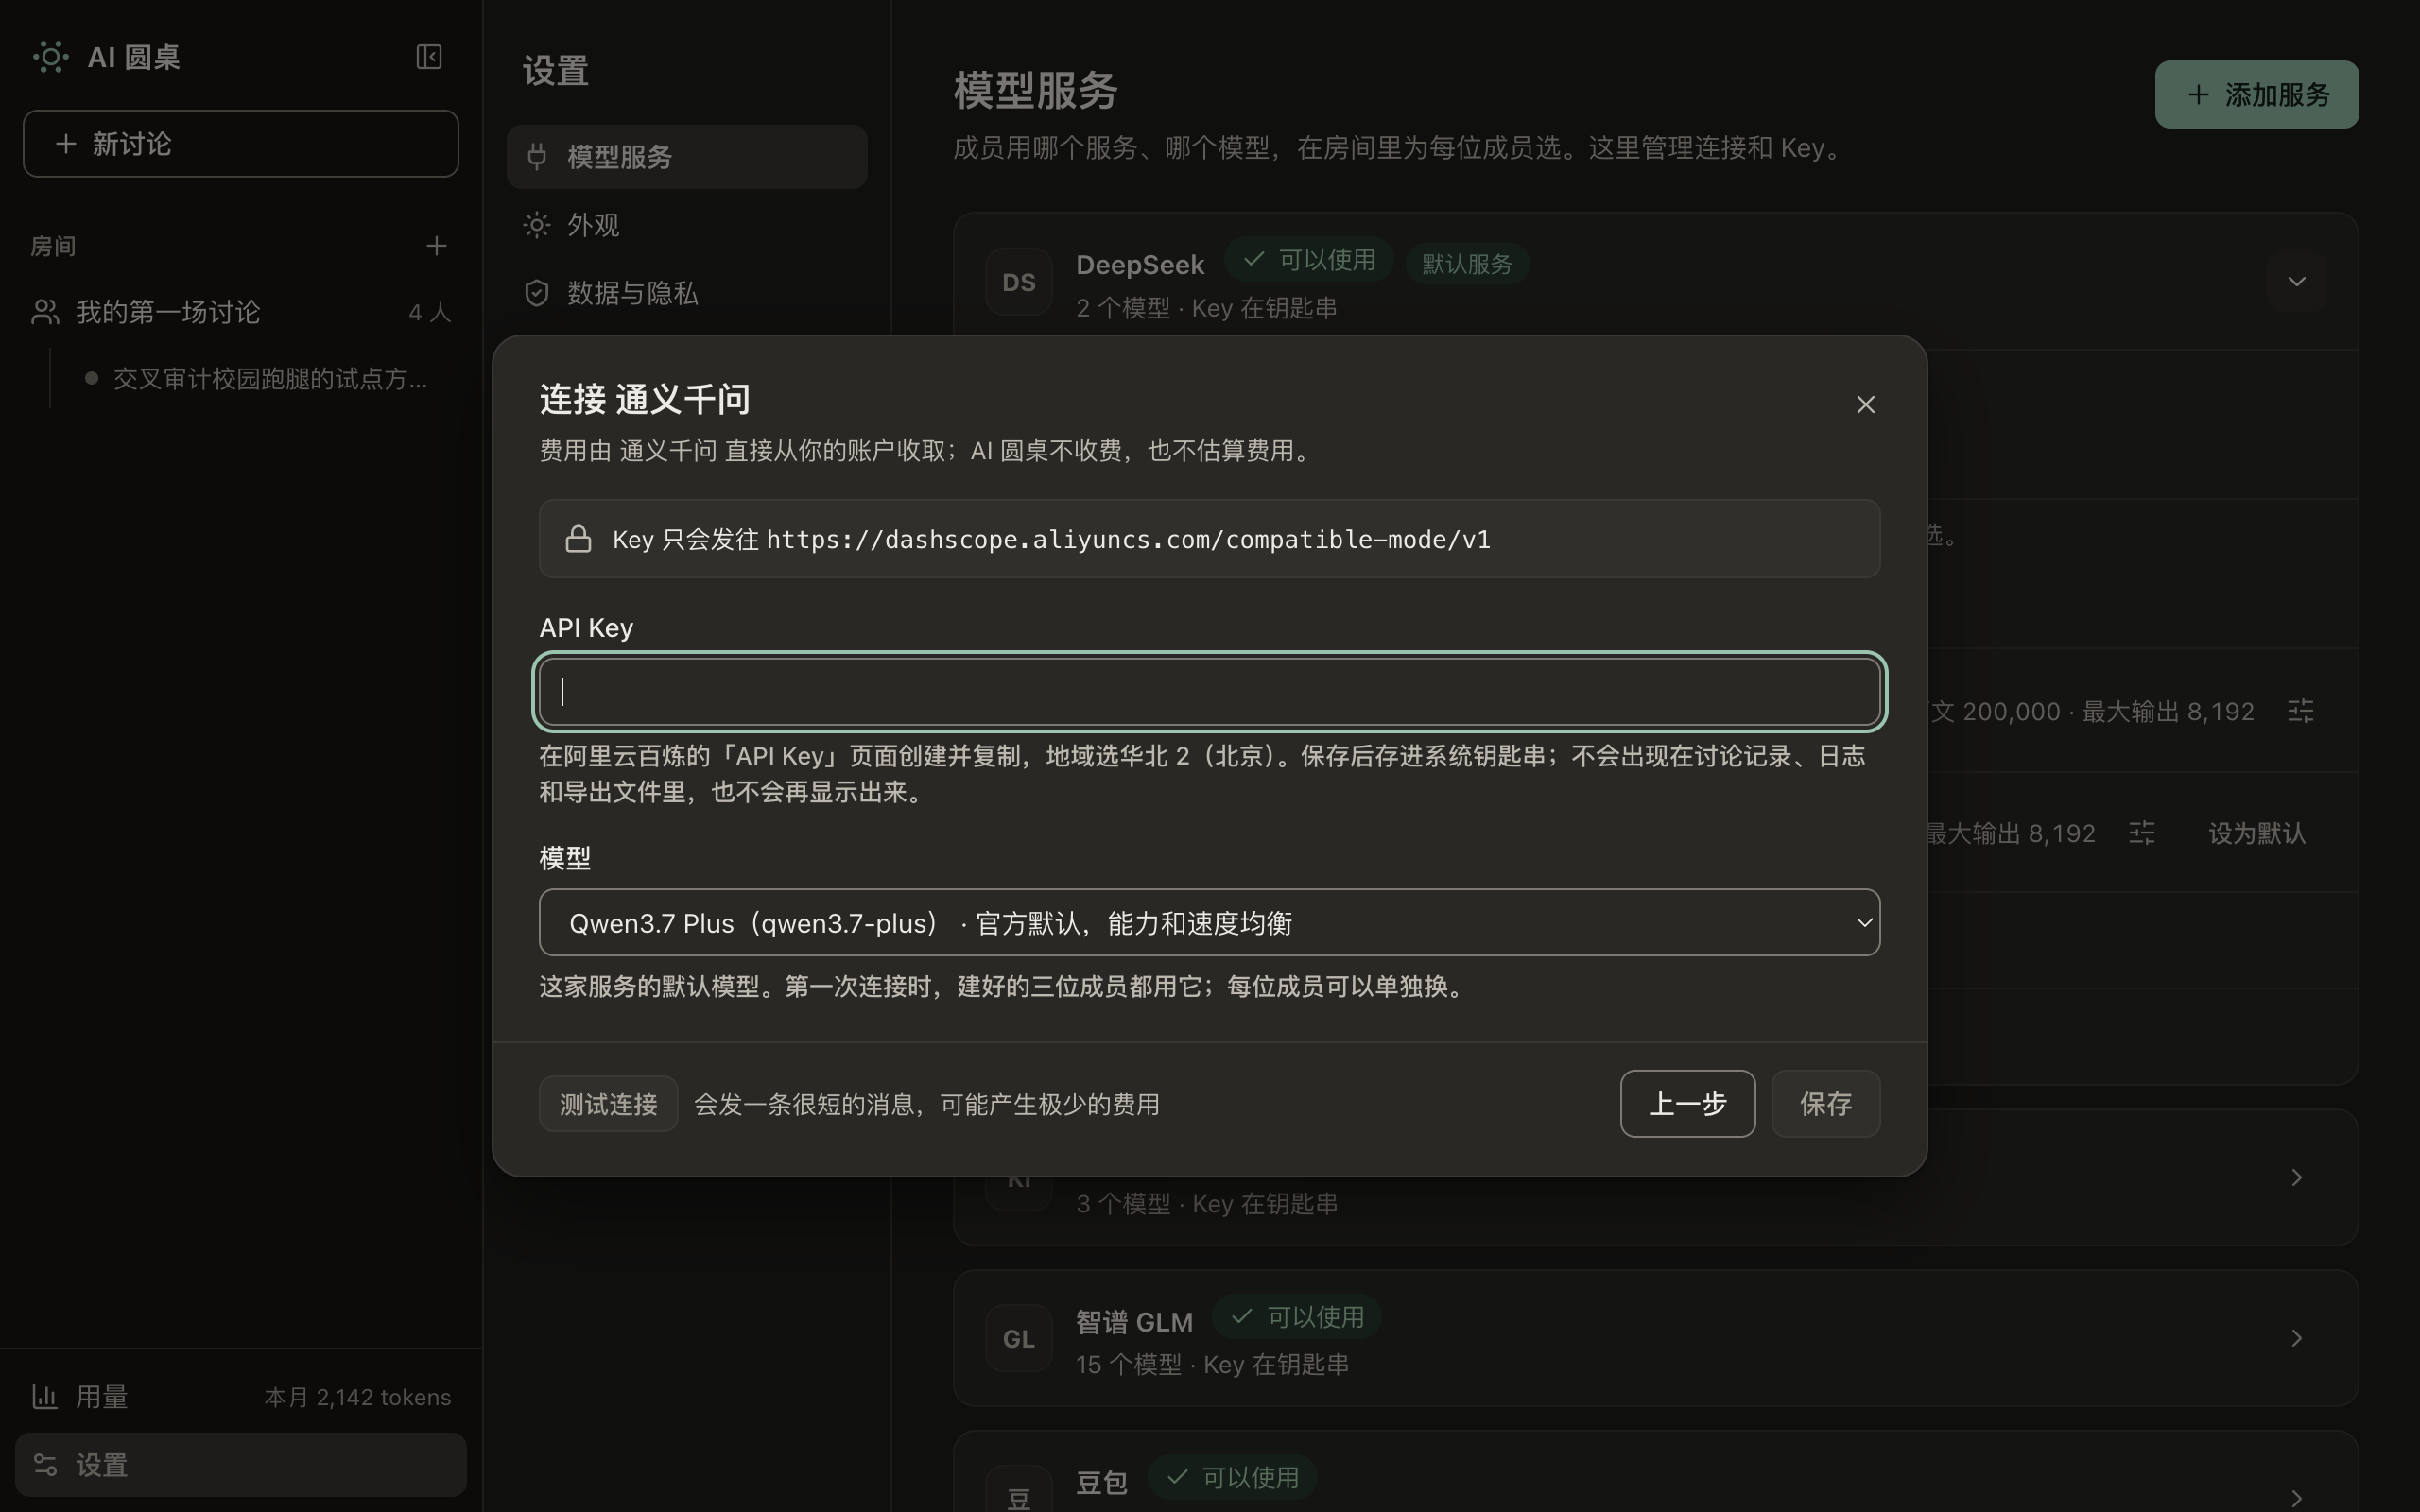 AI 圆桌
新讨论
房间
我的第一场讨论
4 人
交叉审计校园跑腿的试点方...
用量
本月 2,142 tokens
设置
设置
模型服务
外观
数据与隐私
模型服务
成员用哪个服务、哪个模型，在房间里为每位成员选。这里管理连接和 Key。
添加服务
DS
DeepSeek
可以使用
默认服务
2 个模型 · Key 在钥匙串
选。
文 200,000 · 最大输出 8,192
最大输出 8,192
设为默认
连接 通义千问
费用由 通义千问 直接从你的账户收取；AI 圆桌不收费，也不估算费用。
Key 只会发往 https://dashscope.aliyuncs.com/compatible-mode/v1
API Key
在阿里云百炼的「API Key」页面创建并复制，地域选华北 2（北京）。保存后存进系统钥匙串；不会出现在讨论记录、日志
和导出文件里，也不会再显示出来。
模型
Qwen3.7 Plus（qwen3.7-plus） · 官方默认，能力和速度均衡
这家服务的默认模型。第一次连接时，建好的三位成员都用它；每位成员可以单独换。
测试连接
会发一条很短的消息，可能产生极少的费用
上一步
保存
3 个模型 · Key 在钥匙串
GL
智谱 GLM
可以使用
15 个模型 · Key 在钥匙串
豆
豆包
可以使用